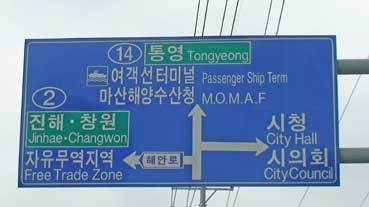 14 통영 Tongyeong
여객선터미널 Passenger Ship Term
마산해양수산청 M.O.M.A.F
2
진해·창원
Jinhae·Changwon
자유무역지역
Free Trade Zone
해안로
시청
City Hall
시의회
City Council